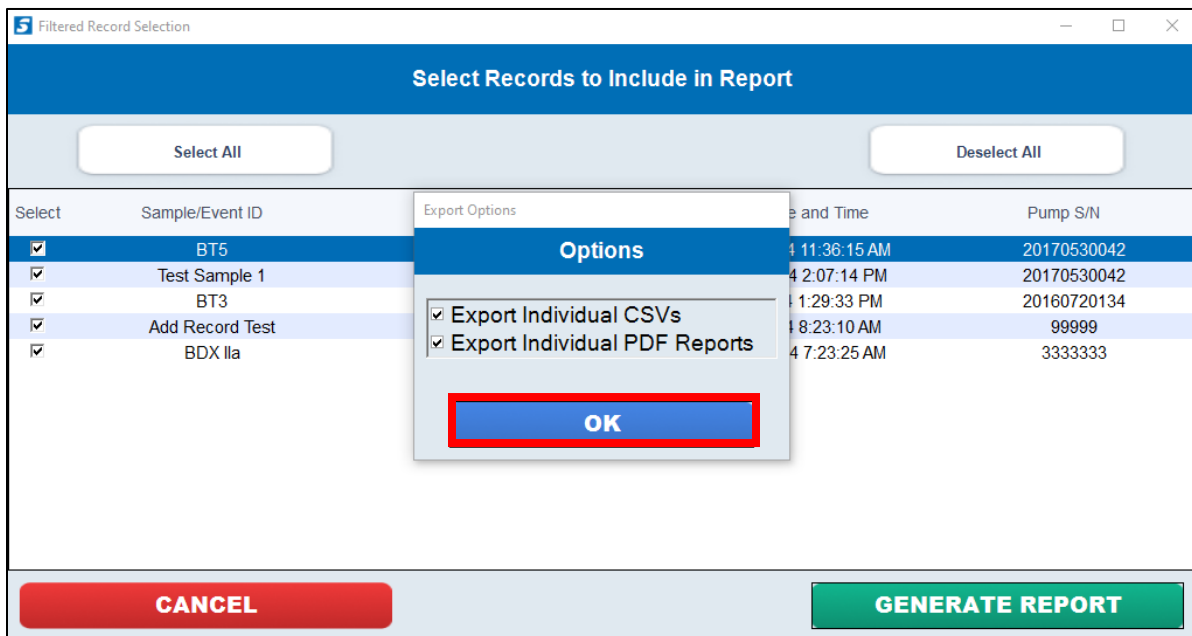 Filtered Record Selection
Select Records to Include in Report
Select All Deselect All
Select Sample/Event ID e and Time Pump S/N
BT5 4 11:36:15 AM 20170530042
Test Sample 1 4 2:07:14 PM 20170530042
BT3 1:29:33 PM 20160720134
Add Record Test 8:23:10 AM 99999
BDX IIa 4 7:23:25 AM 3333333
Export Options
Options
Export Individual CSVs
Export Individual PDF Reports
OK
CANCEL GENERATE REPORT